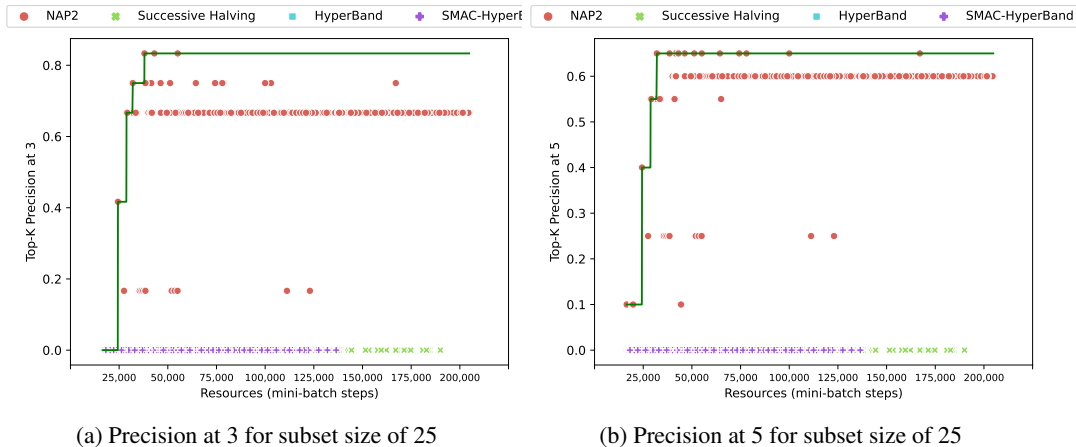 NAP2 Successive Halving HyperBand SMAC-HyperB
NAP2 Successive Halving HyperBand SMAC-HyperBand
0.8
0.6
0.4
0.2
0.0
Top-K Precision at 3
25,000 50,000 75,000 100,000 125,000 150,000 175,000 200,000
Resources (mini-batch steps)
(a) Precision at 3 for subset size of 25
0.6
0.5
0.4
0.3
0.2
0.1
0.0
Top-K Precision at 5
25,000 50,000 75,000 100,000 125,000 150,000 175,000 200,000
Resources (mini-batch steps)
(b) Precision at 5 for subset size of 25